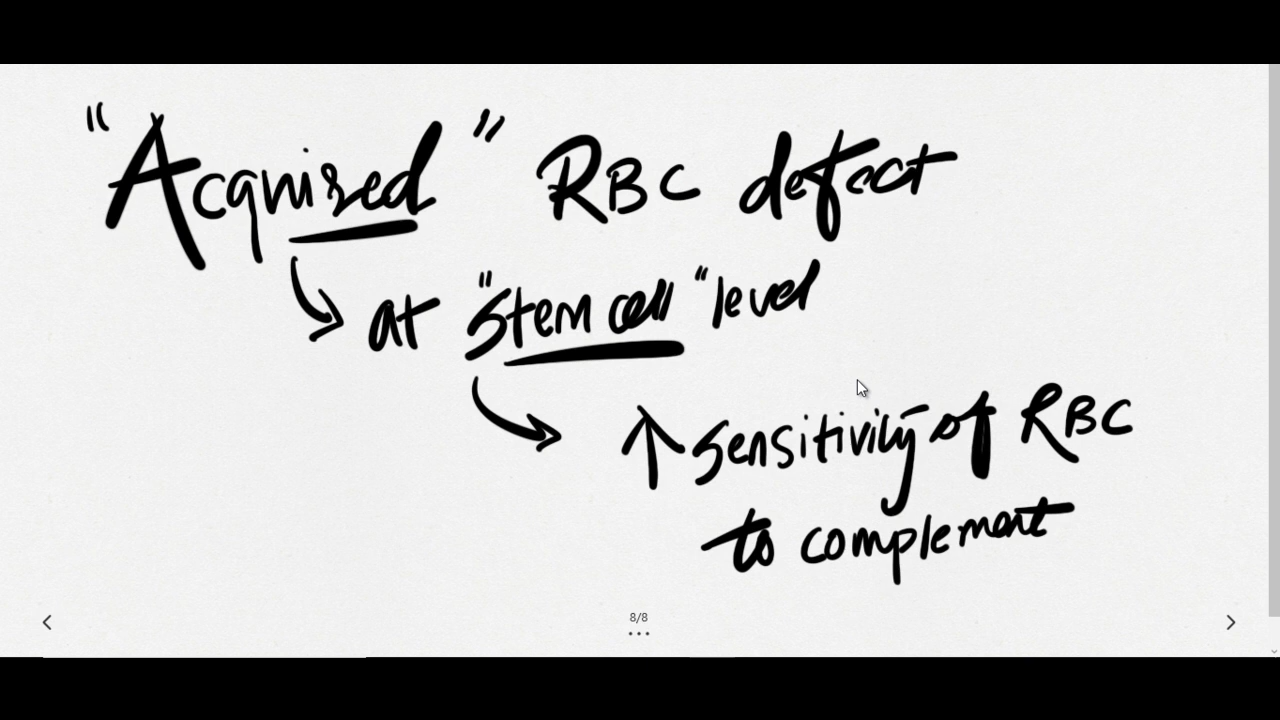 "Acquired" RBC defect
at "stem cell" level
↑ sensitivity of RBC
to complement
8/8